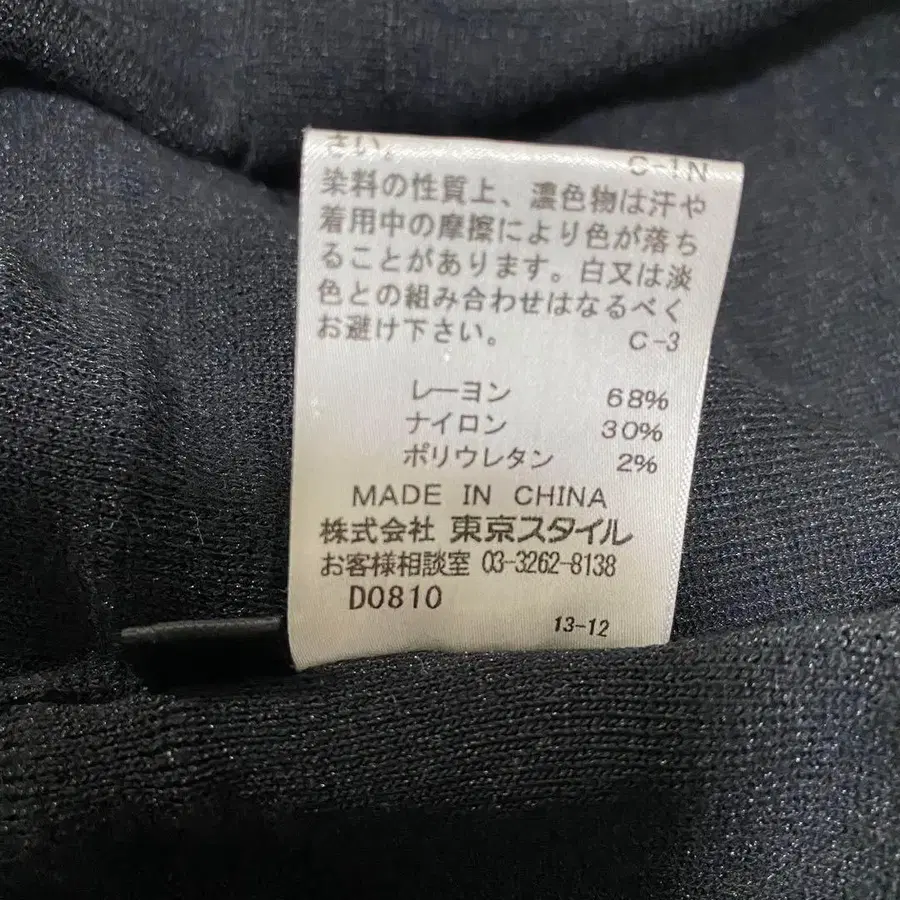 さい。 C-1N
染料の性質上、濃色物は汗や
着用中の摩擦により色が落ち
ることがあります。白又は淡
色との組み合わせはなるべく
お避け下さい。 C-3
レーヨン 68%
ナイロン 30%
ポリウレタン 2%
MADE IN CHINA
株式会社 東京スタイル
お客様相談室 03-3262-8138
D0810
13-12